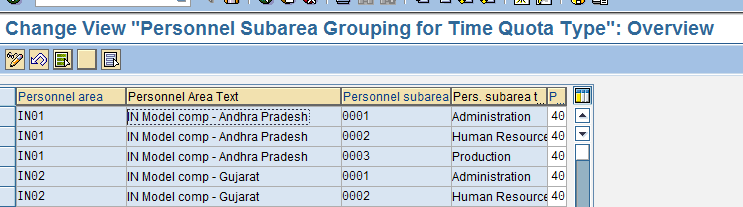 Change View "Personnel Subarea Grouping for Time Quota Type": Overview
Personnel area Personnel Area Text Personnel subarea Pers. subarea t.. P..
IN01 IN Model comp - Andhra Pradesh 0001 Administration 40
IN01 IN Model comp - Andhra Pradesh 0002 Human Resource 40
IN01 IN Model comp - Andhra Pradesh 0003 Production 40
IN02 IN Model comp - Gujarat 0001 Administration 40
IN02 IN Model comp - Gujarat 0002 Human Resource 40